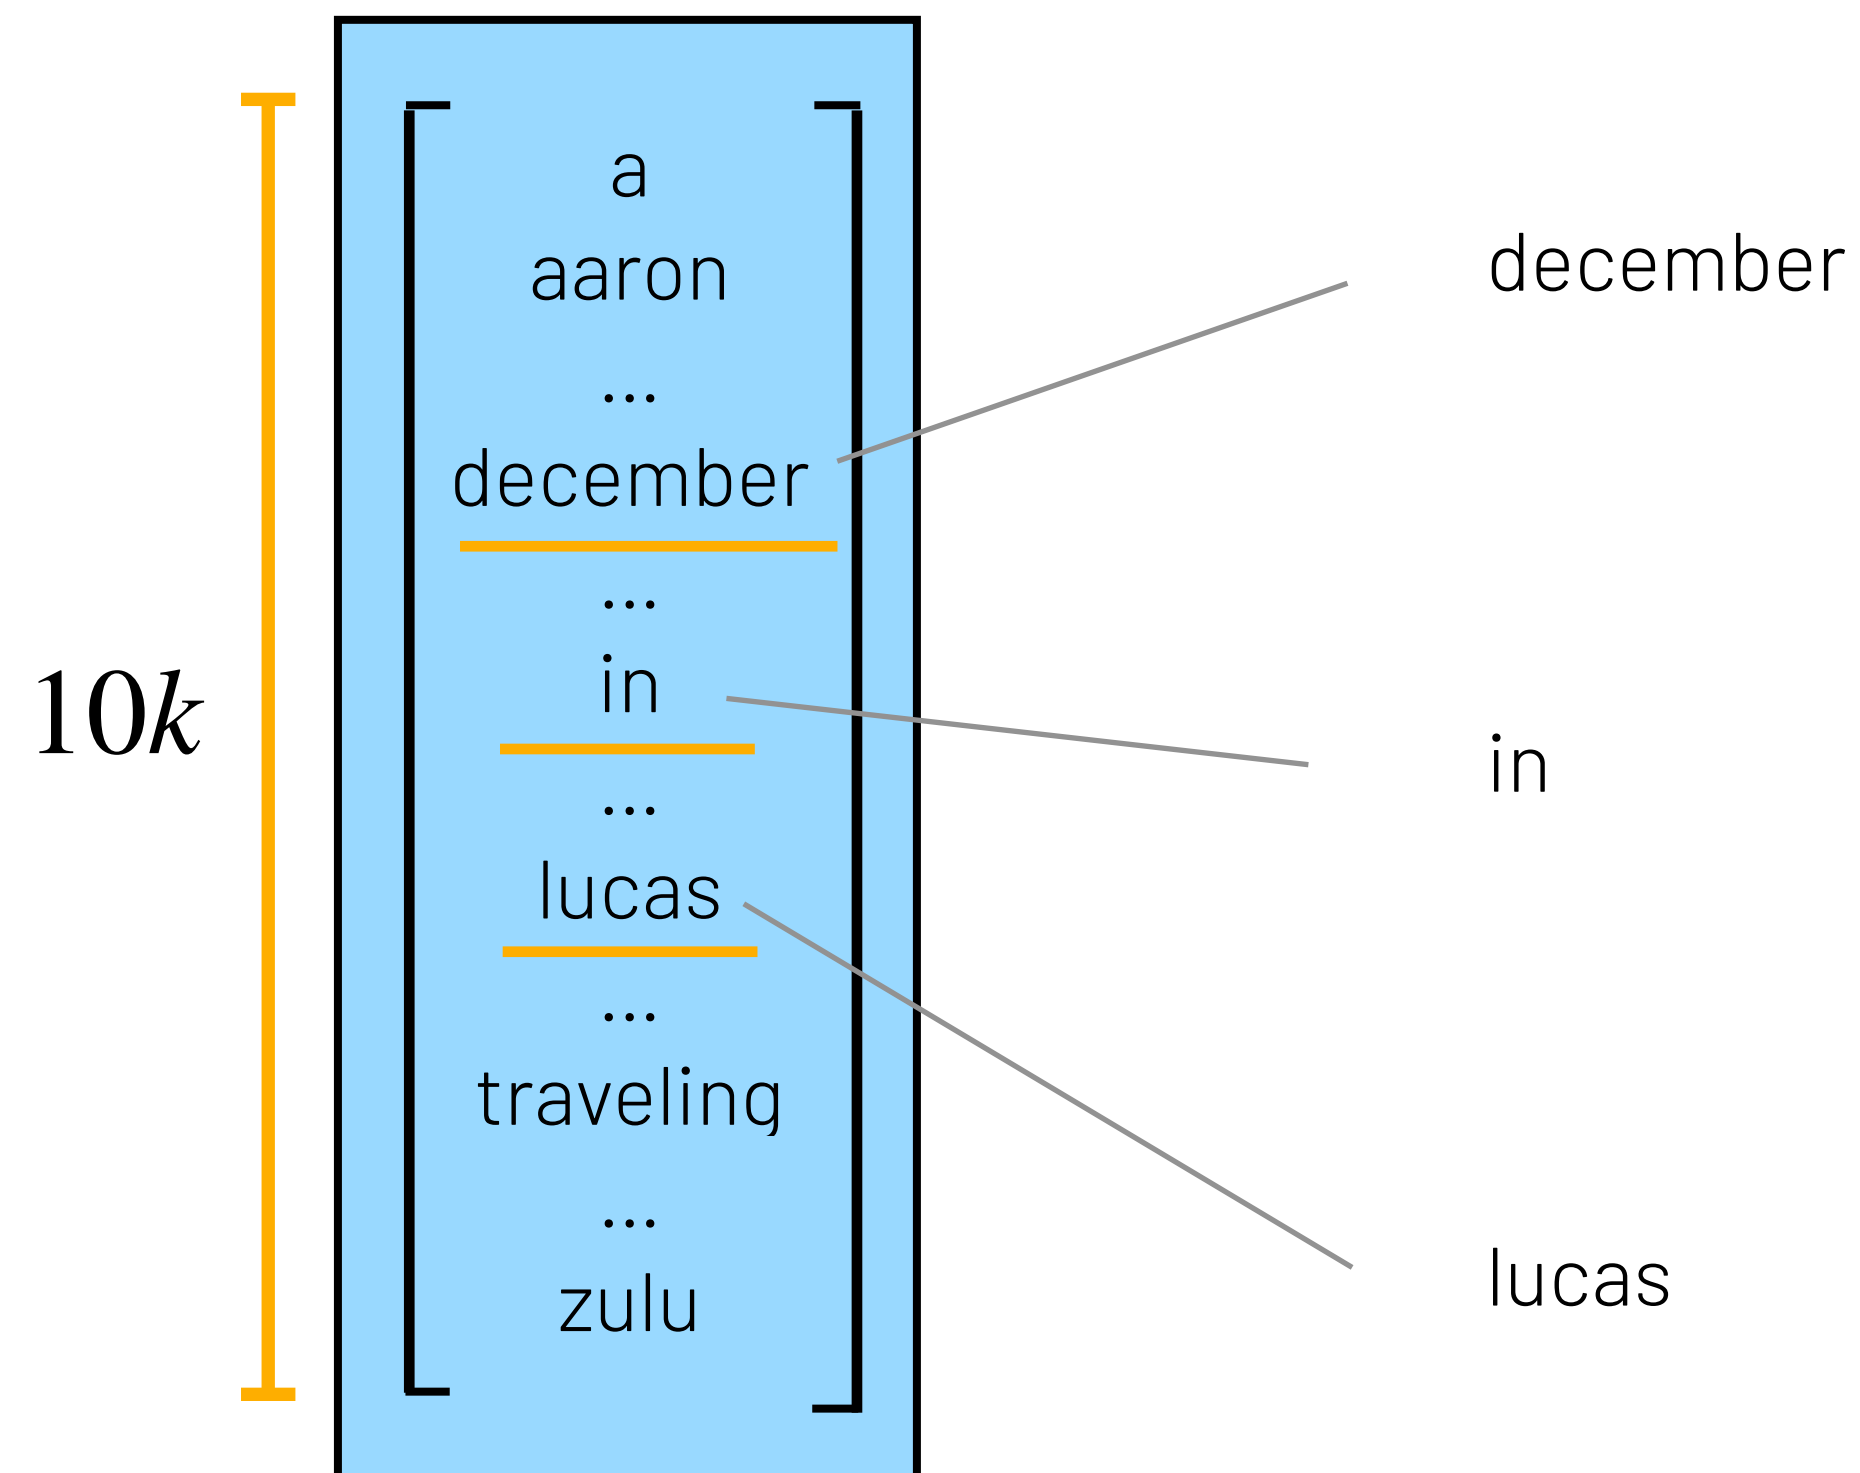 a
aaron
...
december
...
in
...
lucas
...
traveling
...
zulu
10k
december
in
lucas